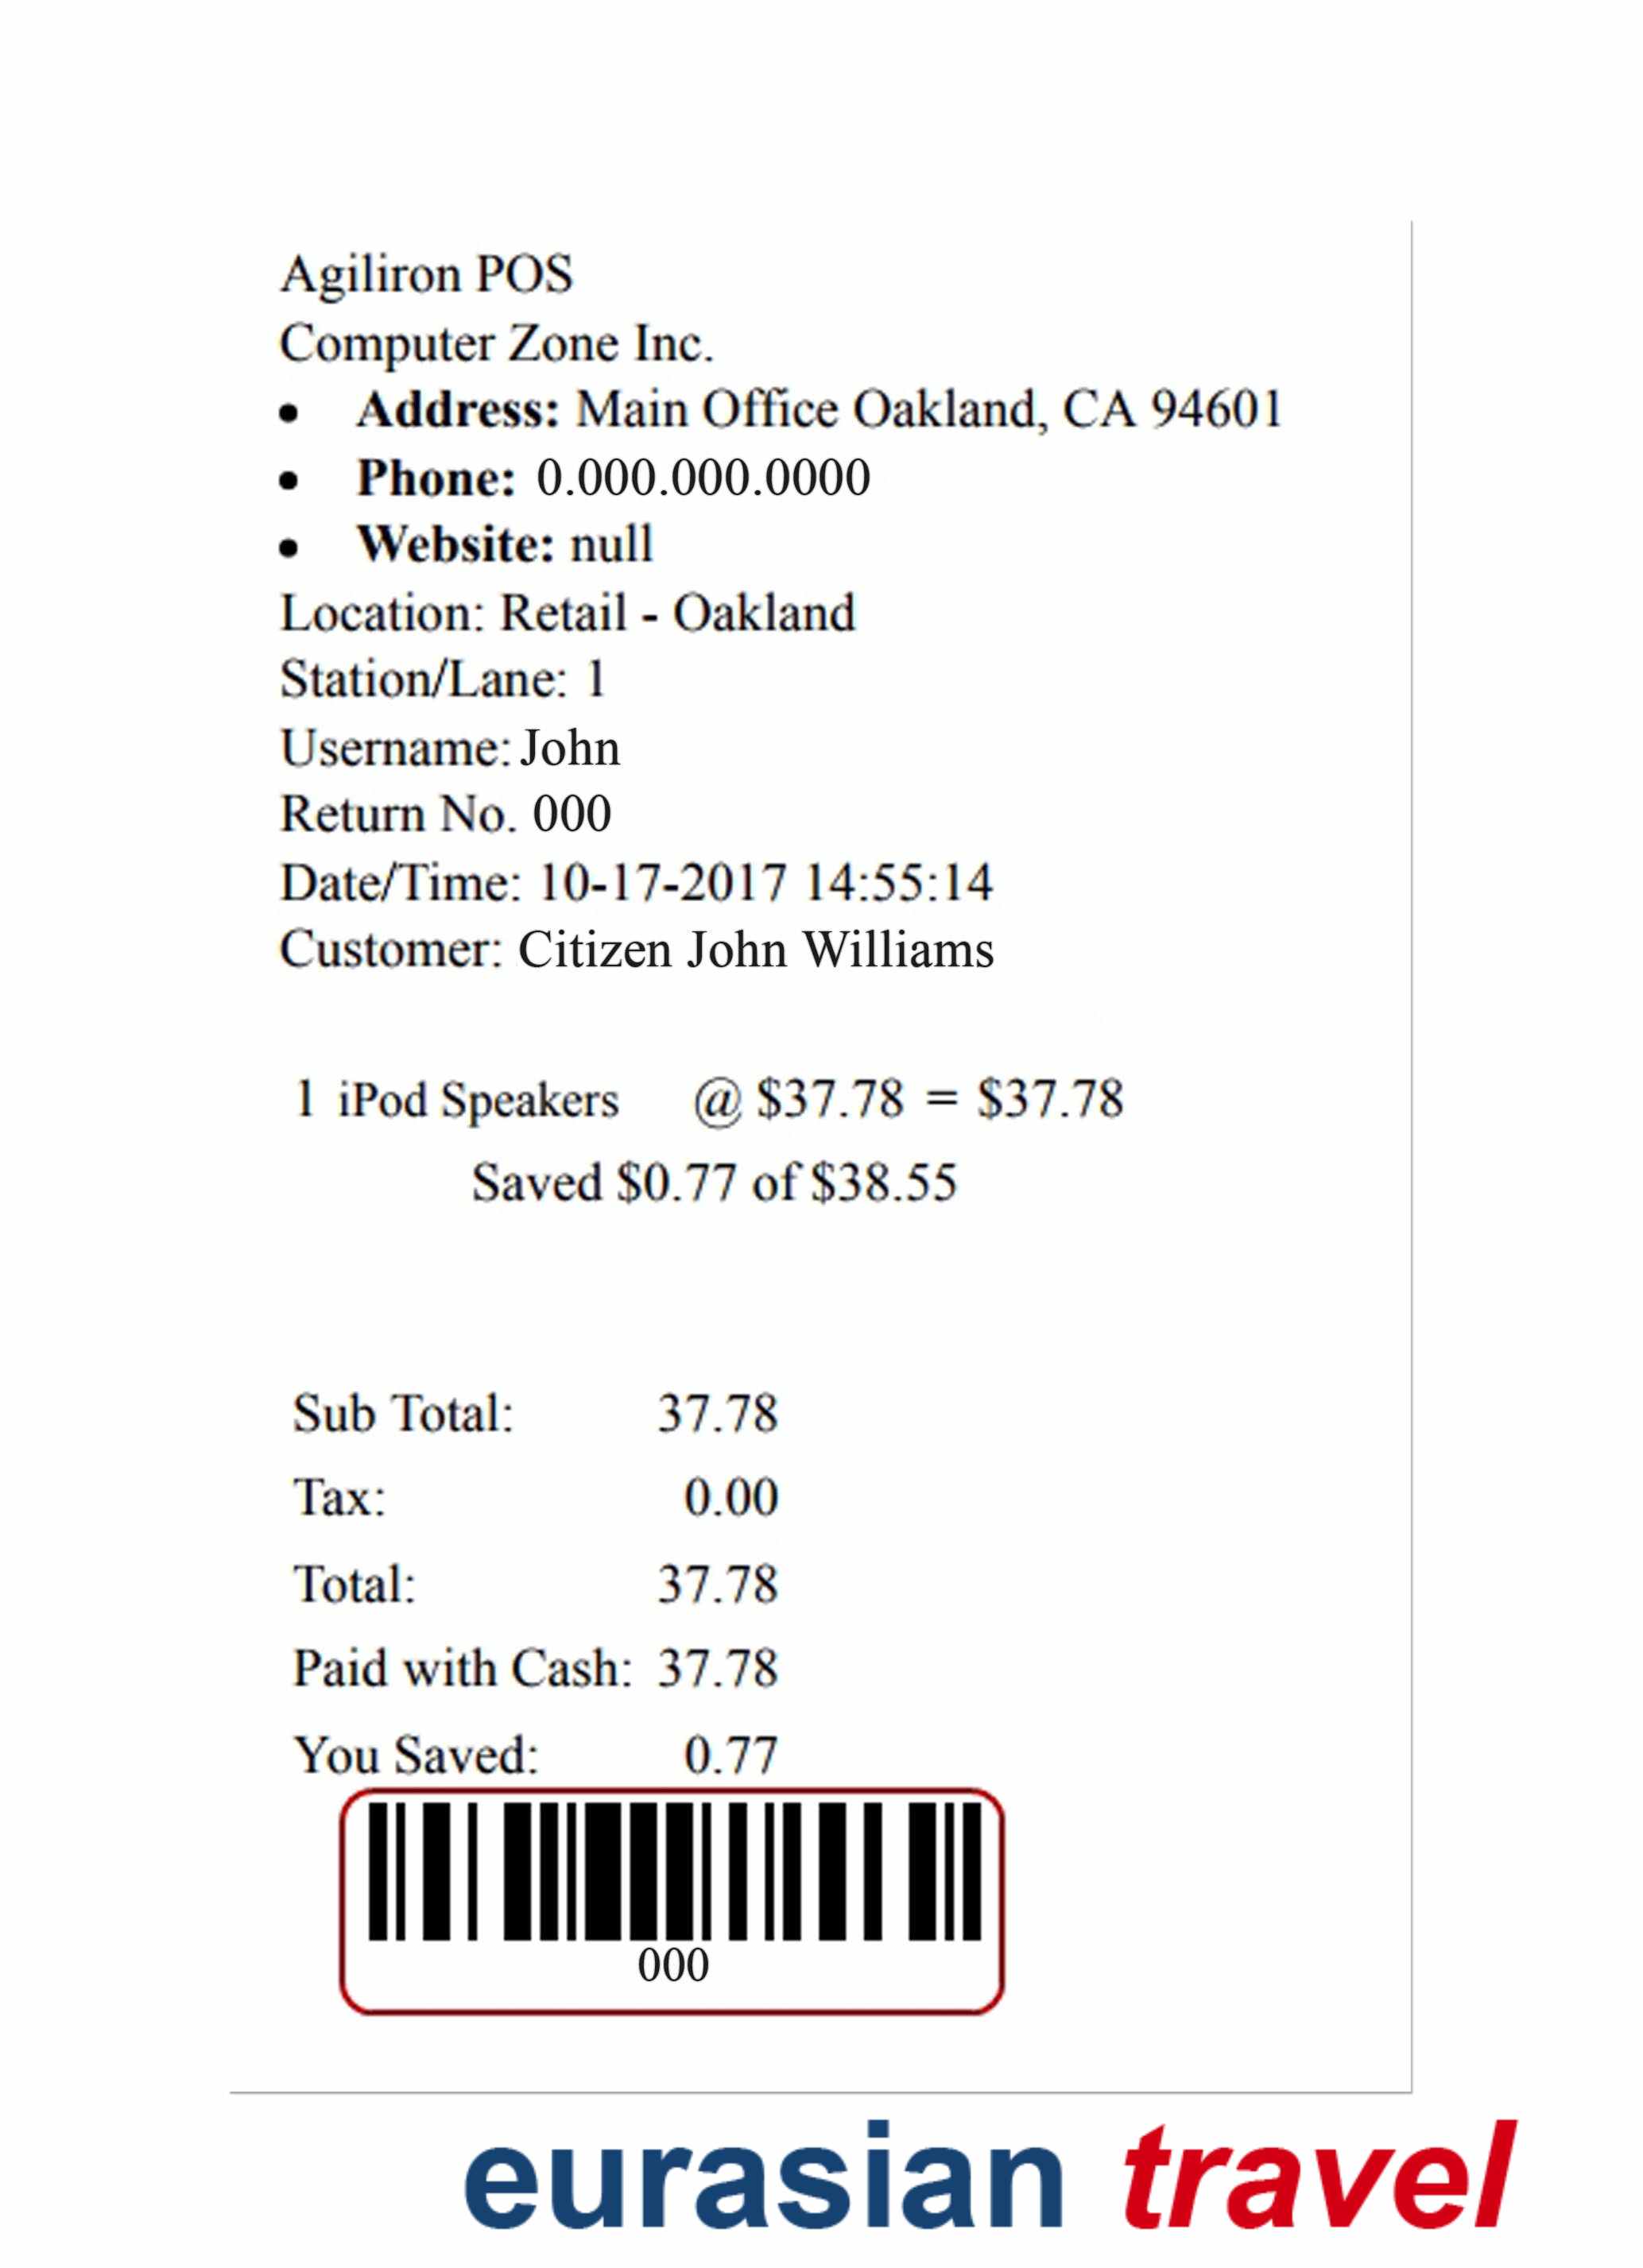 Agiliron POS
Computer Zone Inc.
• Address: Main Office Oakland, CA 94601
• Phone: 0.000.000.0000
• Website: null
Location: Retail - Oakland
Station/Lane: 1
Username: John
Return No. 000
Date/Time: 10-17-2017 14:55:14
Customer: Citizen John Williams
1 iPod Speakers @ $37.78 = $37.78
Saved $0.77 of $38.55
Sub Total: 37.78
Tax: 0.00
Total: 37.78
Paid with Cash: 37.78
You Saved: 0.77
000
eurasian travel